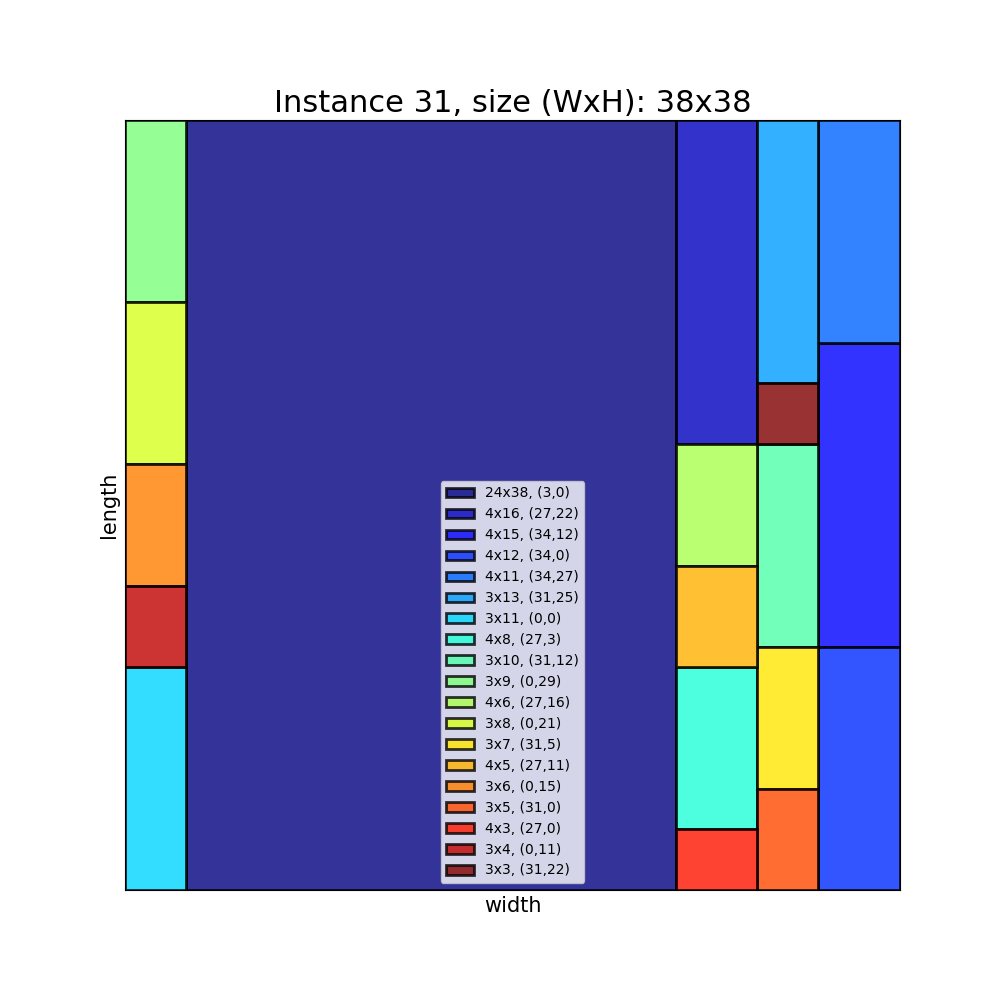 Instance 31, size (WxH): 38x38
length
24x38, (3,0)
4x16, (27,22)
4x15, (34,12)
4x12, (34,0)
4x11, (34,27)
3x13, (31,25)
3x11, (0,0)
4x8, (27,3)
3x10, (31,12)
3x9, (0,29)
4x6, (27,16)
3x8, (0,21)
3x7, (31,5)
4x5, (27,11)
3x6, (0,15)
3x5, (31,0)
4x3, (27,0)
3x4, (0,11)
3x3, (31,22)
width